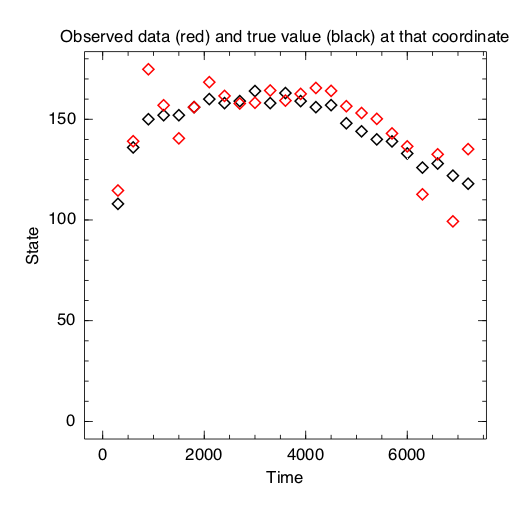 Observed data (red) and true value (black) at that coordinate
150
100
50
0
State
0 2000 4000 6000
Time